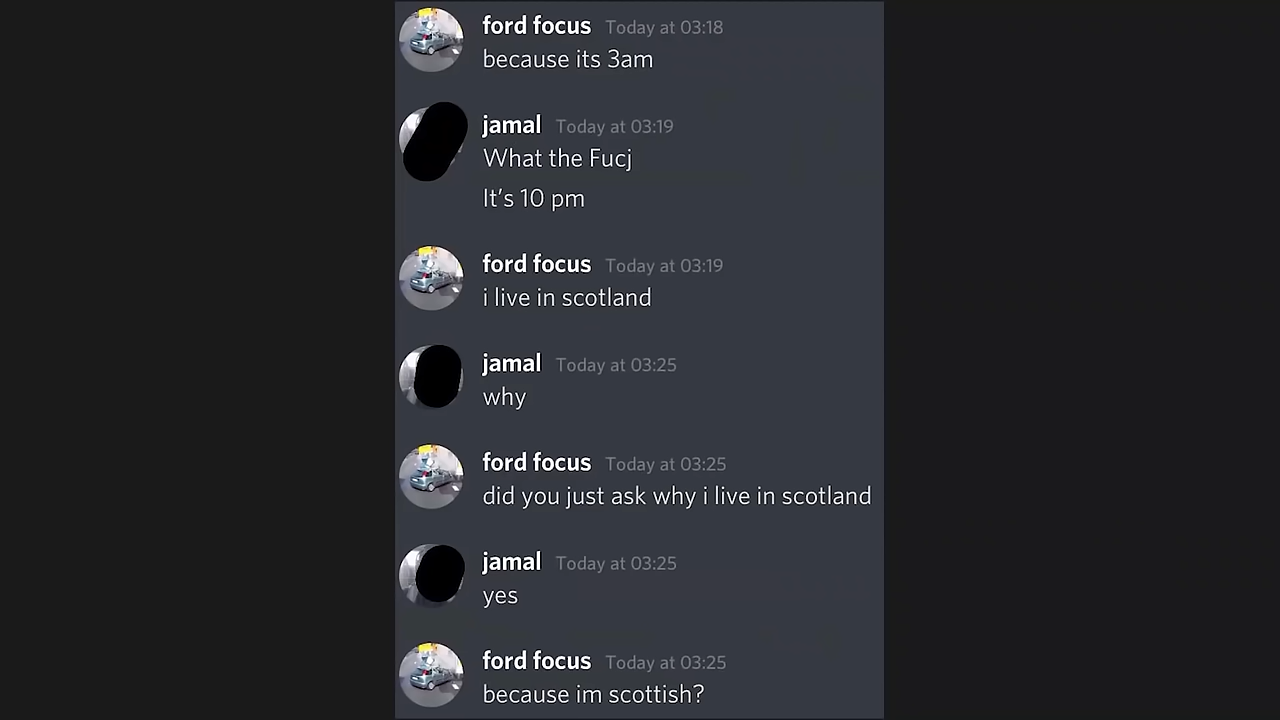 ford focus Today at 03:18
because its 3am
jamal Today at 03:19
What the Fucj
It's 10 pm
ford focus Today at 03:19
i live in scotland
jamal Today at 03:25
why
ford focus Today at 03:25
did you just ask why i live in scotland
jamal Today at 03:25
yes
ford focus Today at 03:25
because im scottish?